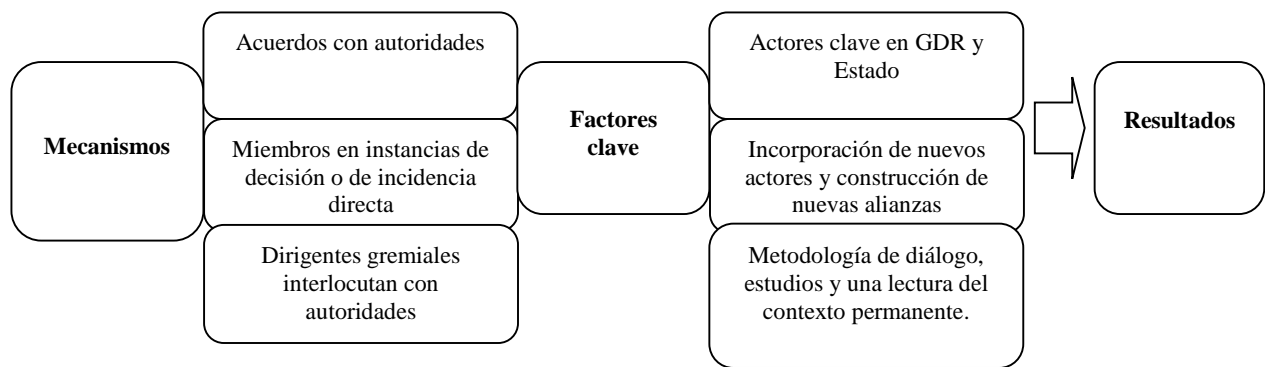 Mecanismos
Acuerdos con autoridades
Miembros en instancias de
decisión o de incidencia
directa
Dirigentes gremiales
interlocutan con
autoridades
Factores
clave
Actores clave en GDR y
Estado
Incorporación de nuevos
actores y construcción de
nuevas alianzas
Metodología de diálogo,
estudios y una lectura del
contexto permanente.
Resultados